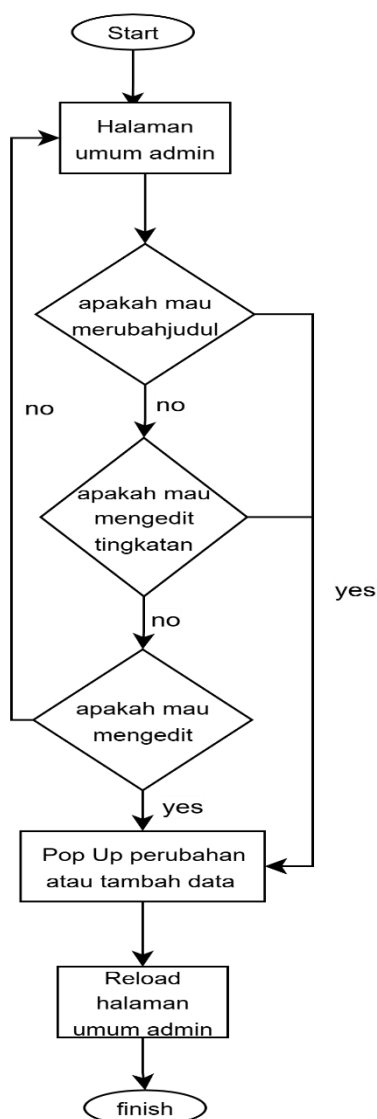 Start
Halaman
umum admin
apakah mau
merubahjudul
no
no
apakah mau
mengedit
tingkatan
yes
no
apakah mau
mengedit
yes
Pop Up perubahan
atau tambah data
Reload
halaman
umum admin
finish